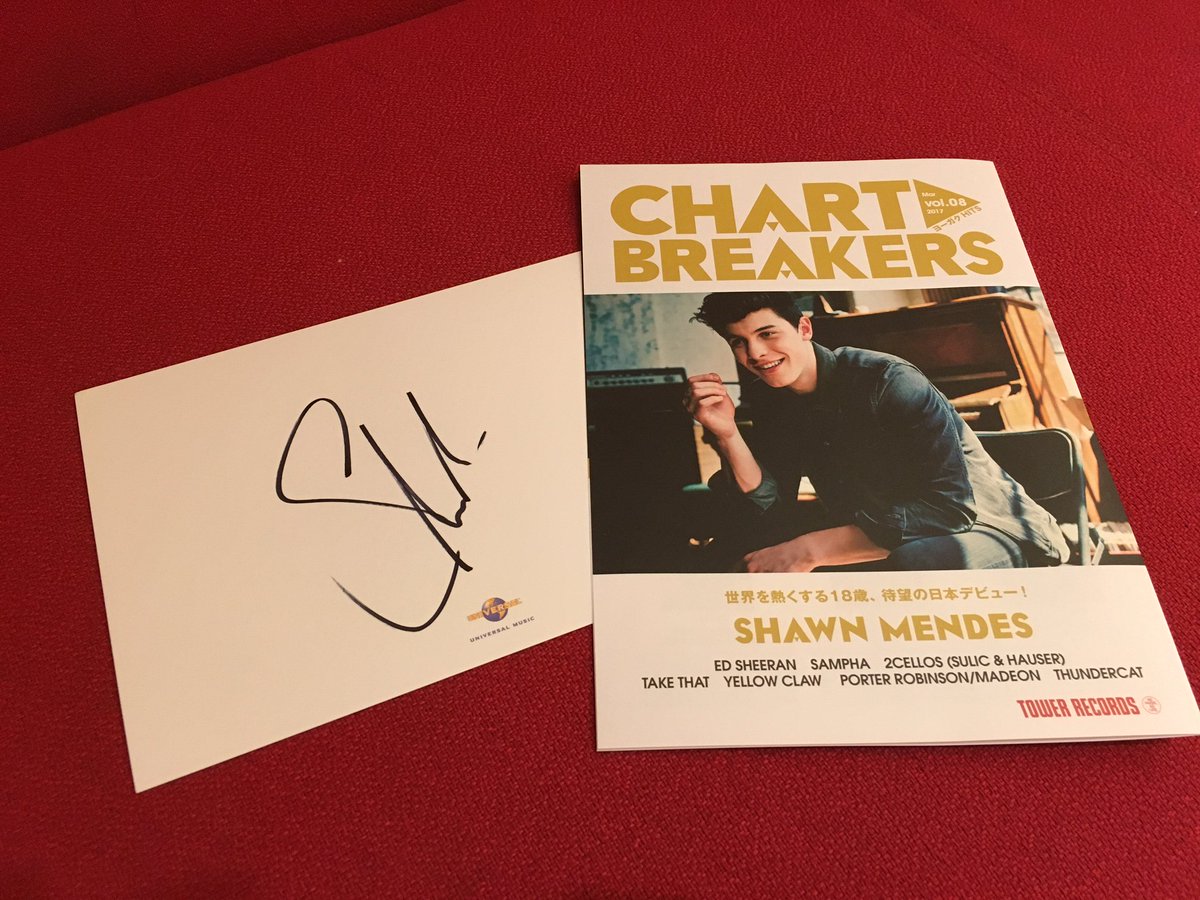 CHART
BREAKERS
Mar
vol.08
2017
ヨーガク HITS
世界を熱くする18歳、待望の日本デビュー!
SHAWN MENDES
ED SHEERAN SAMPHA 2CELLOS (SULIC & HAUSER)
TAKE THAT YELLOW CLAW PORTER ROBINSON/MADEON THUNDERCAT
TOWER RECORDS
UNIVERSAL
UNIVERSAL MUSIC